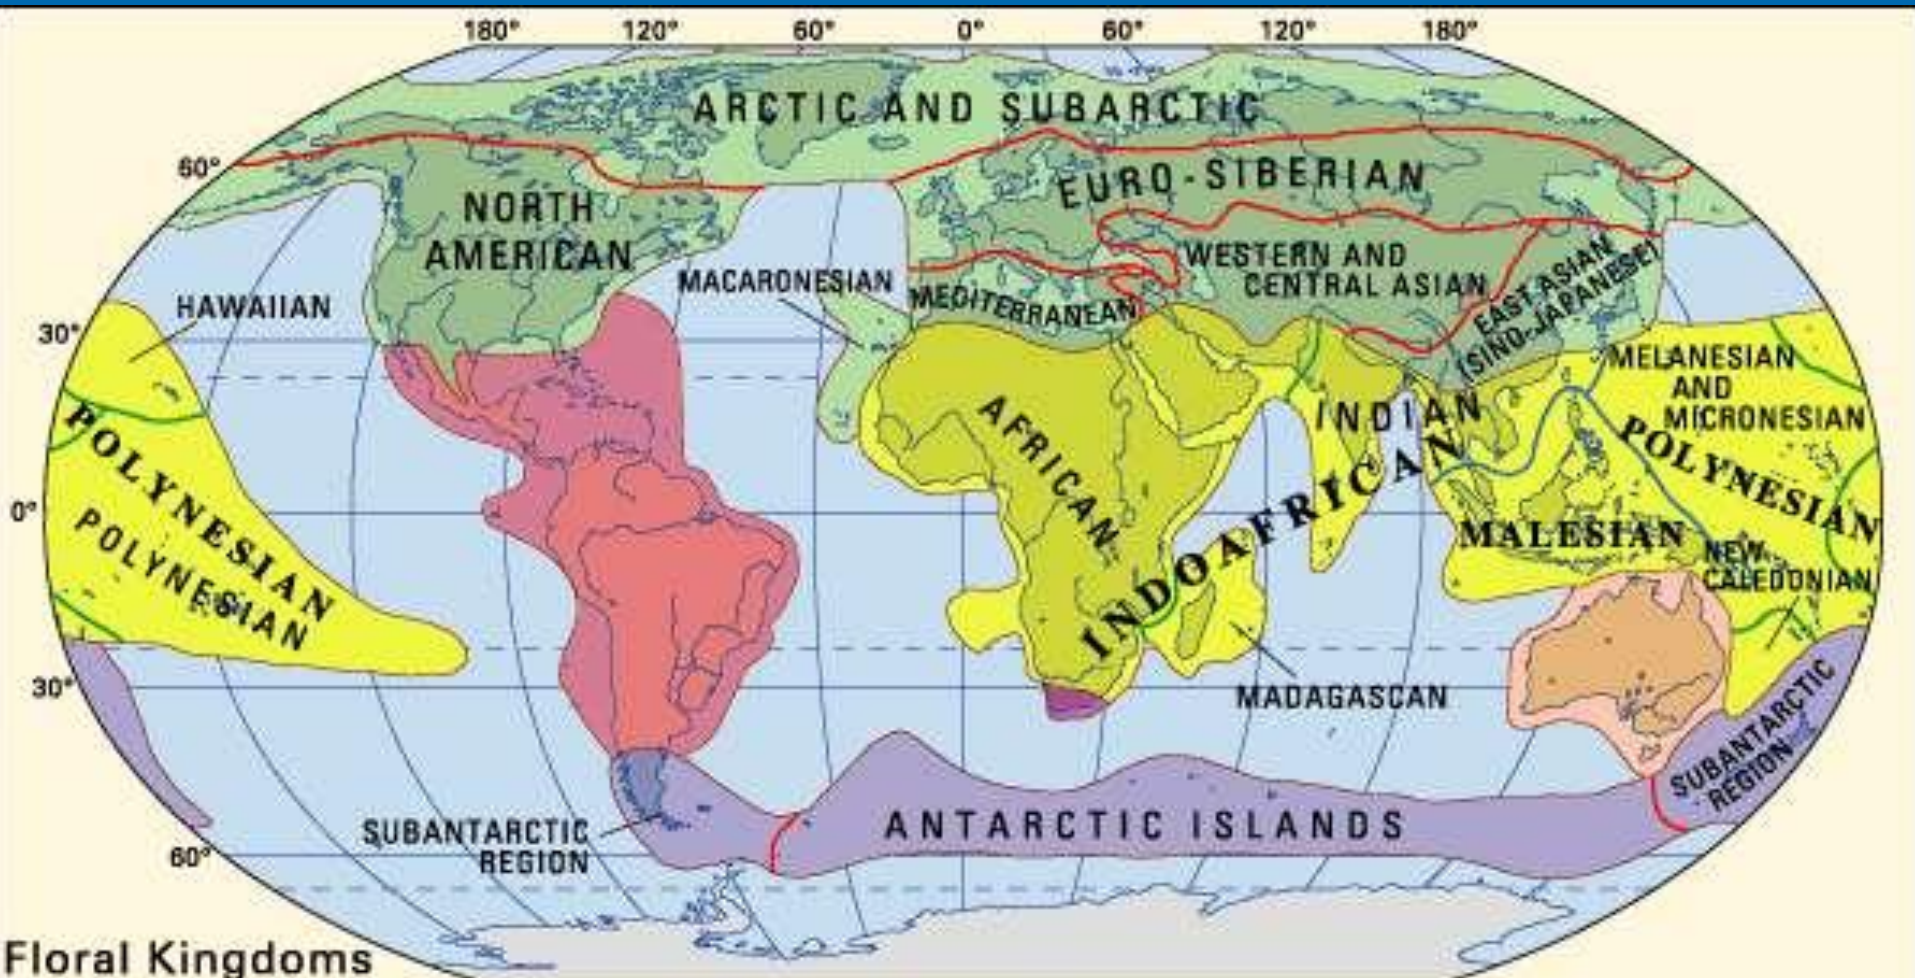 180° 120° 60° 0° 60° 120° 180°
ARCTIC AND SUBARCTIC
60°
EURO-SIBERIAN
NORTH
AMERICAN
WESTERN AND
CENTRAL ASIAN
EAST ASIAN
(SINO-JAPANESE)
MACARONESIAN
MEDITERRANEAN
HAWAIIAN
30°
MELANESIAN
AND
MICRONESIAN
INDIAN
AFRICAN
POLYNESIAN
POLYNESIAN
POLYNESIAN
INDOAFRICAN
0°
MALESIAN
NEW
CALEDONIAN
30°
MADAGASCAN
SUBANTARCTIC
REGION
ANTARCTIC ISLANDS
SUBANTARCTIC
REGION
60°
Floral Kingdoms